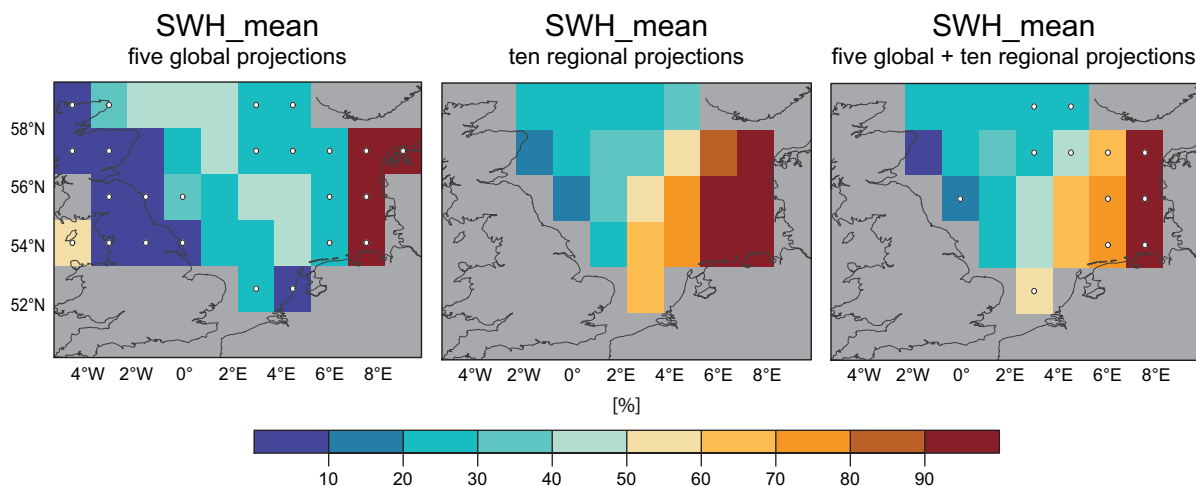 SWH_mean
five global projections
SWH_mean
ten regional projections
SWH_mean
five global + ten regional projections
58°N
56°N
54°N
52°N
4°W 2°W 0° 2°E 4°E 6°E 8°E
2°W 0° 2°E 4°E 6°E 8°E
4°W 2°W 0° 2°E 4°E 6°E 8°E
[%]
10 20 30 40 50 60 70 80 90